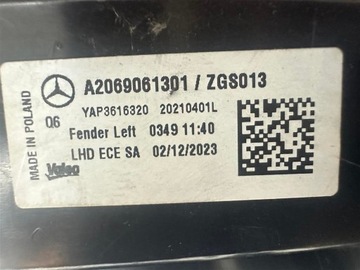 A2069061301 / ZGS013
YAP3616320 20210401L
06
Fender Left 0349 11:40
LHD ECE SA 02/12/2023
MADE IN POLAND
Valeo